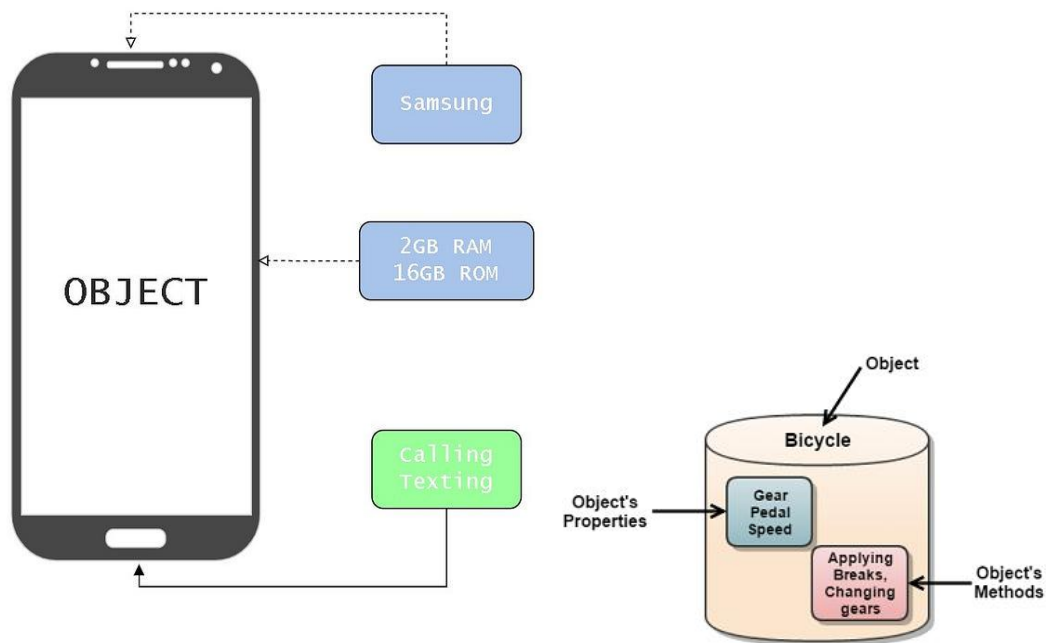 Samsung
2GB RAM
16GB ROM
OBJECT
Calling
Texting
Object
Bicycle
Object's
Properties
Gear
Pedal
Speed
Applying
Breaks,
Changing
gears
Object's
Methods